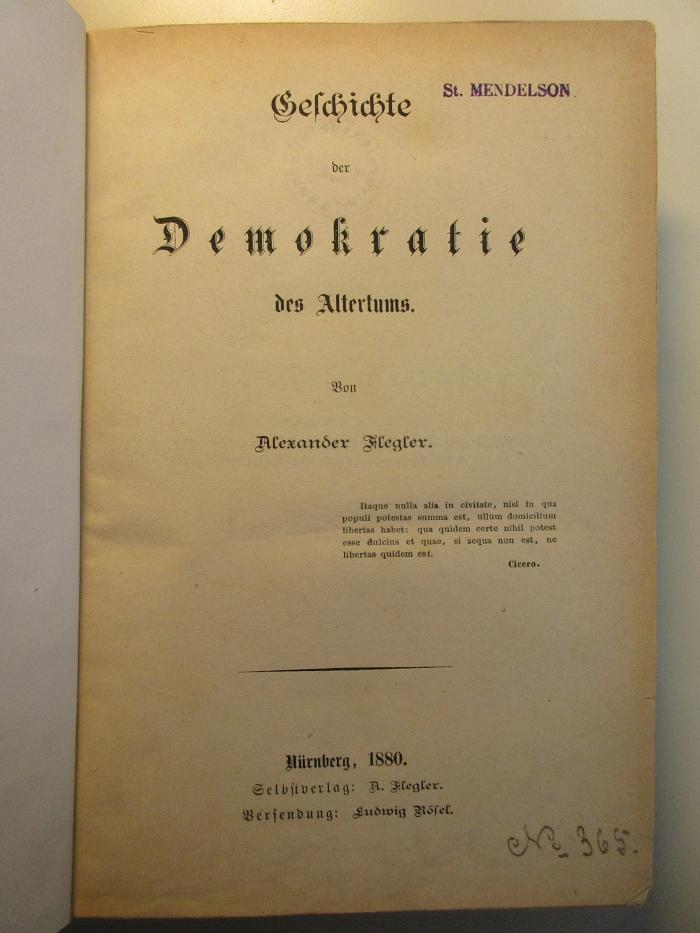 Geschichte
St. MENDELSON
der
Demokratie
des Altertums.
Von
Alexander Flegler.
Itaque nulla alia in civitate, nisi in qua
populi potestas summa est, ullum domicilium
libertas habet: qua quidem certe nihil potest
esse dulcius et quae, si aequa non est, ne
libertas quidem est.
Cicero.
Nürnberg, 1880.
Selbstverlag: A. Flegler.
Versendung: Ludwig Rösel.
No 365.